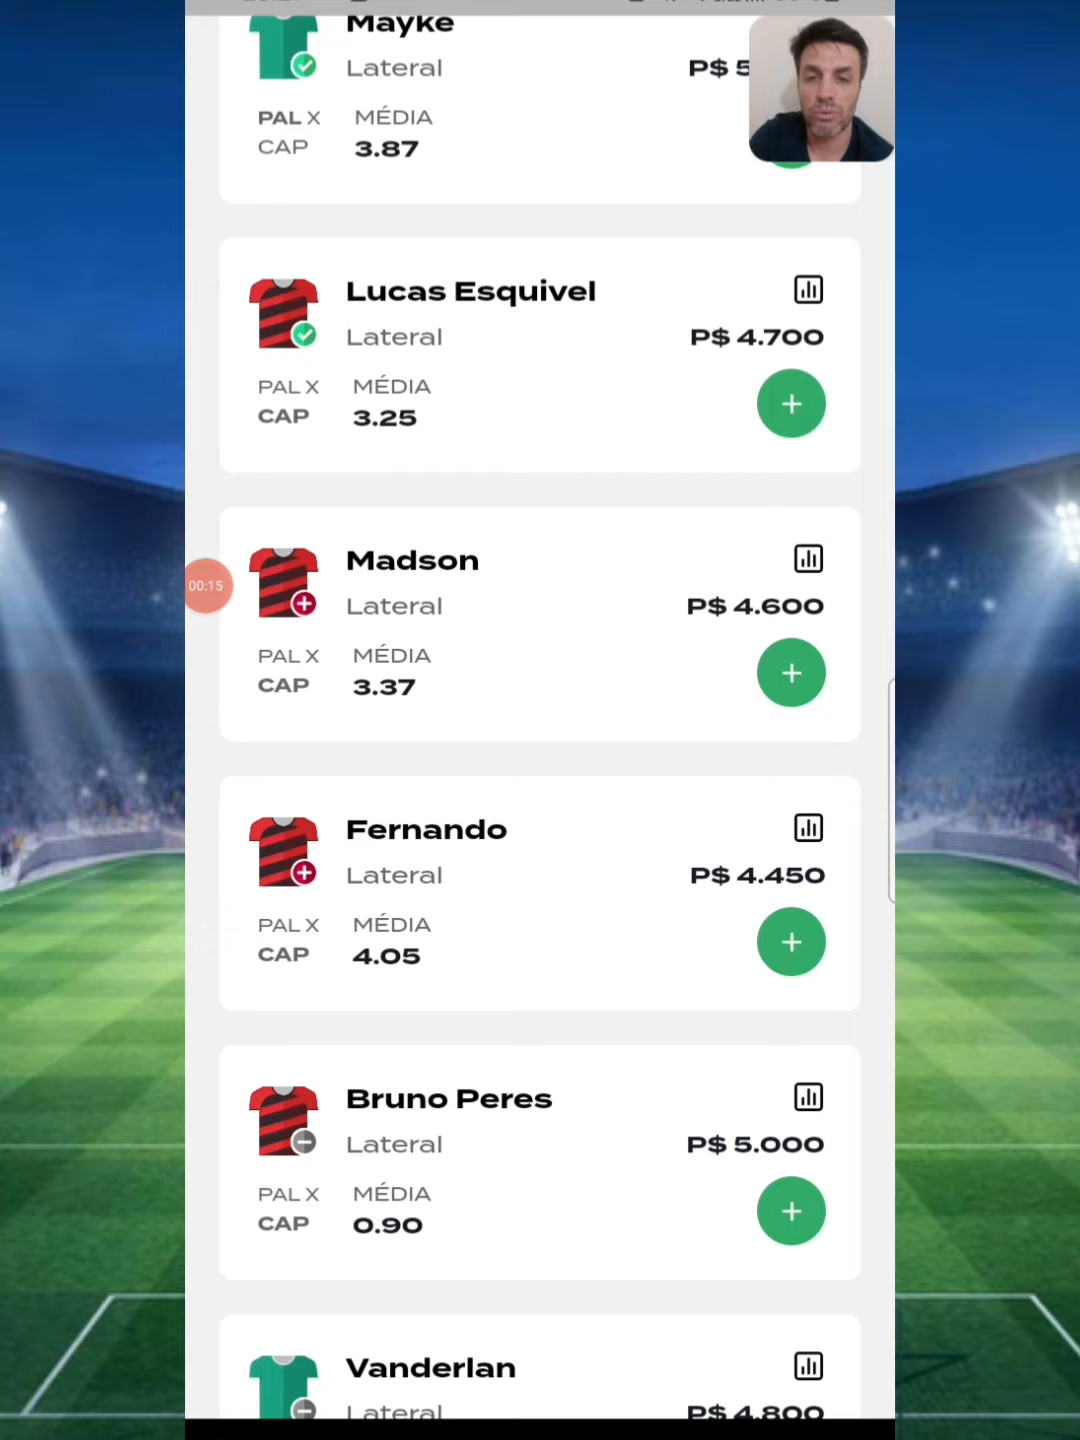 Mayke
Lateral
P$ 5
PAL X
MÉDIA
CAP
3.87
Lucas Esquivel
Lateral
P$ 4.700
PAL X
MÉDIA
CAP
3.25
00:15
Madson
Lateral
P$ 4.600
PAL X
MÉDIA
CAP
3.37
Fernando
Lateral
P$ 4.450
PAL X
MÉDIA
CAP
4.05
Bruno Peres
Lateral
P$ 5.000
PAL X
MÉDIA
CAP
0.90
Vanderlan
Lateral
P$ 4.800